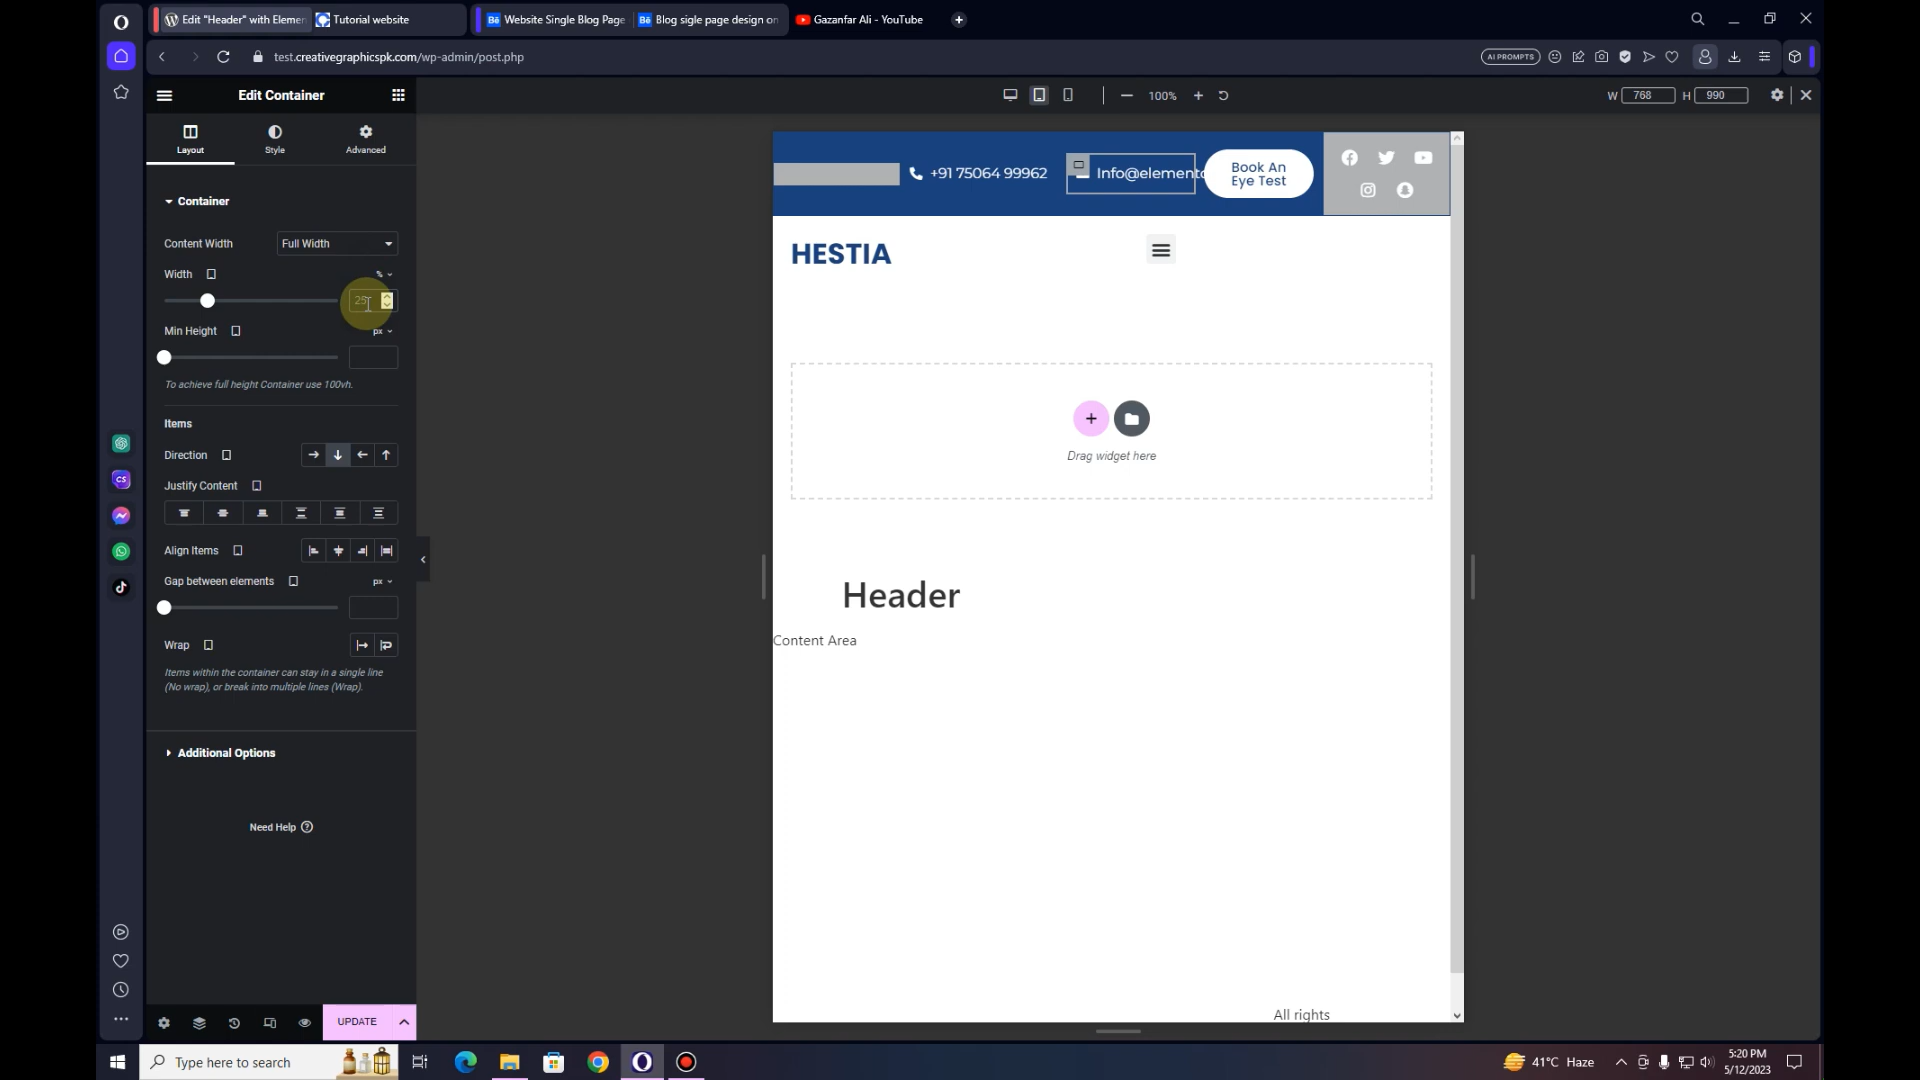 Edit "Header" with Elemen
Tutorial website
Bē Website Single Blog Page
Bē Blog sigle page design on
Gazanfar Ali - YouTube
test.creativegraphicspk.com/wp-admin/post.php
AI PROMPTS
Edit Container
100%
W 768 H 990
Layout
Style
Advanced
Container
Content Width Full Width
Width %
25
Min Height px
To achieve full height Container use 100vh.
Items
Direction
Justify Content
Align Items
Gap between elements px
Wrap
Items within the container can stay in a single line
(No wrap), or break into multiple lines (Wrap).
Additional Options
Need Help
UPDATE
+91 75064 99962
Info@elemento
Book An
Eye Test
HESTIA
Drag widget here
Header
Content Area
All rights
CS
Type here to search
41°C Haze
5:20 PM
5/12/2023